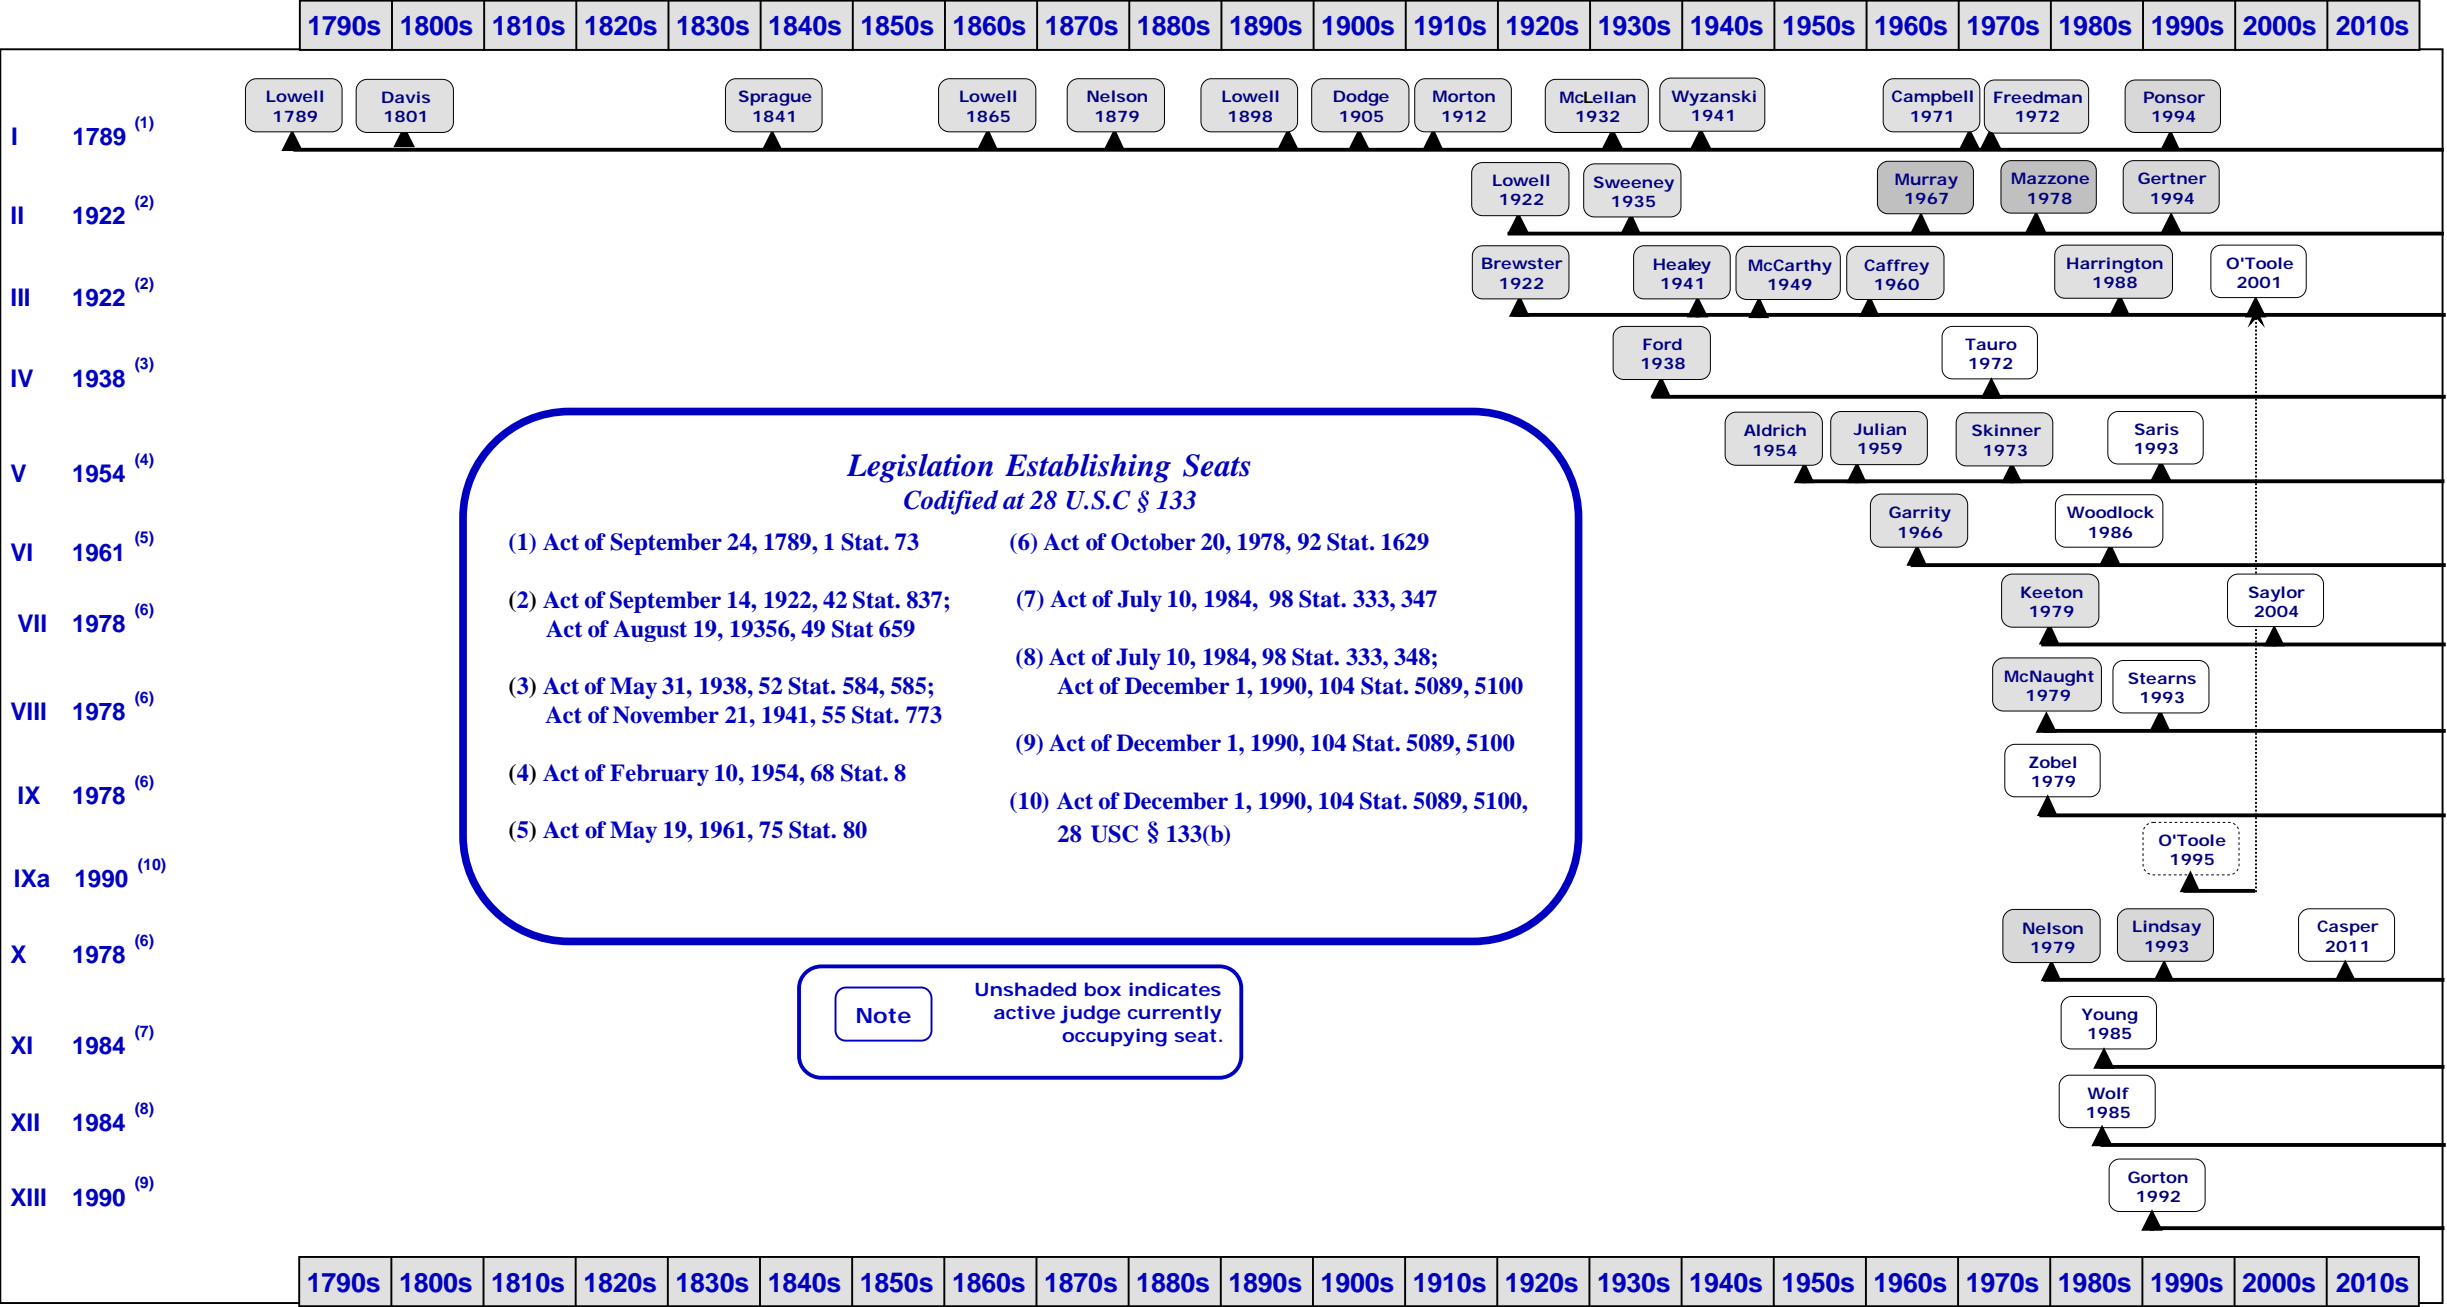 1790s 1800s 1810s 1820s 1830s 1840s 1850s 1860s 1870s 1880s 1890s 1900s 1910s 1920s 1930s 1940s 1950s 1960s 1970s 1980s 1990s 2000s 2010s
Lowell Davis Sprague Lowell Nelson Lowell Dodge Morton McLellan Wyzanski Campbell Freedman Ponsor
1789 1801 1841 1865 1879 1898 1905 1912 1932 1941 1971 1972 1994
I 1789 (1)
Lowell Sweeney Murray Mazzone Gertner
1922 1935 1967 1978 1994
II 1922 (2)
Brewster Healey McCarthy Caffrey Harrington O'Toole
1922 1941 1949 1960 1988 2001
III 1922 (2)
Ford Tauro
1938 1972
IV 1938 (3)
Aldrich Julian Skinner Saris
1954 1959 1973 1993
V 1954 (4)
Garrity Woodlock
1966 1986
VI 1961 (5)
Keeton Saylor
1979 2004
VII 1978 (6)
McNaught Stearns
1979 1993
VIII 1978 (6)
Zobel
1979
IX 1978 (6)
O'Toole
1995
IXa 1990 (10)
Nelson Lindsay Casper
1979 1993 2011
X 1978 (6)
Young
1985
XI 1984 (7)
Wolf
1985
XII 1984 (8)
Gorton
1992
XIII 1990 (9)
Legislation Establishing Seats
Codified at 28 U.S.C § 133
(1) Act of September 24, 1789, 1 Stat. 73
(2) Act of September 14, 1922, 42 Stat. 837;
Act of August 19, 19356, 49 Stat 659
(3) Act of May 31, 1938, 52 Stat. 584, 585;
Act of November 21, 1941, 55 Stat. 773
(4) Act of February 10, 1954, 68 Stat. 8
(5) Act of May 19, 1961, 75 Stat. 80
(6) Act of October 20, 1978, 92 Stat. 1629
(7) Act of July 10, 1984, 98 Stat. 333, 347
(8) Act of July 10, 1984, 98 Stat. 333, 348;
Act of December 1, 1990, 104 Stat. 5089, 5100
(9) Act of December 1, 1990, 104 Stat. 5089, 5100
(10) Act of December 1, 1990, 104 Stat. 5089, 5100,
28 USC § 133(b)
Note
Unshaded box indicates
active judge currently
occupying seat.
1790s 1800s 1810s 1820s 1830s 1840s 1850s 1860s 1870s 1880s 1890s 1900s 1910s 1920s 1930s 1940s 1950s 1960s 1970s 1980s 1990s 2000s 2010s